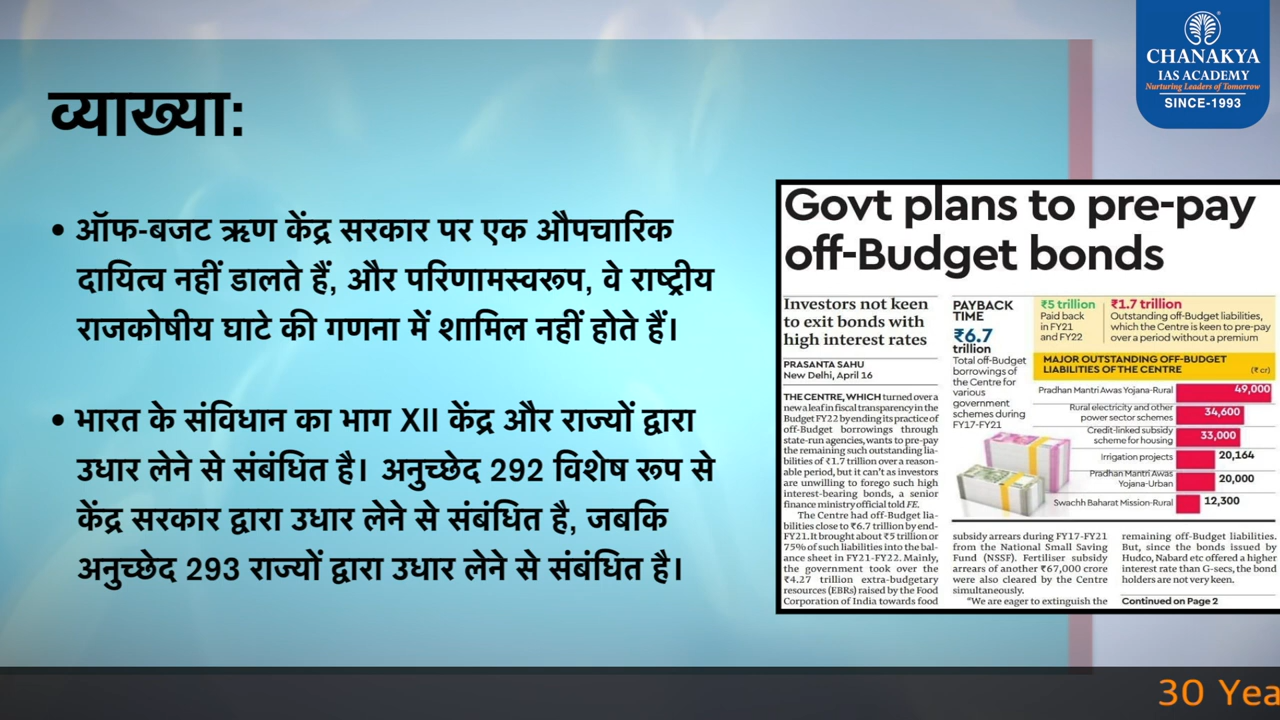 CHANAKYA
IAS ACADEMY
Nurturing Leaders of Tomorrow
SINCE-1993
व्याख्या:
• ऑफ-बजट ऋण केंद्र सरकार पर एक औपचारिक
दायित्व नहीं डालते हैं, और परिणामस्वरूप, वे राष्ट्रीय
राजकोषीय घाटे की गणना में शामिल नहीं होते हैं।
• भारत के संविधान का भाग XII केंद्र और राज्यों द्वारा
उधार लेने से संबंधित है। अनुच्छेद 292 विशेष रूप से
केंद्र सरकार द्वारा उधार लेने से संबंधित है, जबकि
अनुच्छेद 293 राज्यों द्वारा उधार लेने से संबंधित है।
Govt plans to pre-pay
off-Budget bonds
Investors not keen
to exit bonds with
high interest rates
PRASANTA SAHU
New Delhi, April 16
THE CENTRE, WHICH turned over
a new leaf in fiscal transparency in the
Budget FY22 by ending its practice of
off-Budget borrowings through
state-run agencies, wants to pre-pay
the remaining such outstanding lia-
bilities of ₹1.7 trillion over a reason-
able period, but it can't as investors
are unwilling to forego such high
interest-bearing bonds, a senior
finance ministry official told FE.
The Centre had off-Budget lia-
bilities close to ₹6.7 trillion by end-
FY21. It brought about ₹5 trillion or
75% of such liabilities into the bal-
ance sheet in FY21-FY22. Mainly,
the government took over the
₹4.27 trillion extra-budgetary
resources (EBRs) raised by the Food
Corporation of India towards food
PAYBACK
TIME
₹6.7
trillion
Total off-Budget
borrowings of
the Centre for
various
government
schemes during
FY17-FY21
₹5 trillion
Paid back
in FY21
and FY22
₹1.7 trillion
Outstanding off-Budget liabilities,
which the Centre is keen to pre-pay
over a period without a premium
MAJOR OUTSTANDING OFF-BUDGET
LIABILITIES OF THE CENTRE (₹ cr)
Pradhan Mantri Awas Yojana-Rural 49,000
Rural electricity and other
power sector schemes 34,600
Credit-linked subsidy
scheme for housing 33,000
Irrigation projects 20,164
Pradhan Mantri Awas
Yojana-Urban 20,000
Swachh Baharat Mission-Rural 12,300
subsidy arrears during FY17-FY21
from the National Small Saving
Fund (NSSF). Fertiliser subsidy
arrears of another ₹67,000 crore
were also cleared by the Centre
simultaneously.
"We are eager to extinguish the
remaining off-Budget liabilities.
But, since the bonds issued by
Hudco, Nabard etc offered a higher
interest rate than G-secs, the bond
holders are not very keen.
Continued on Page 2
30 Yea